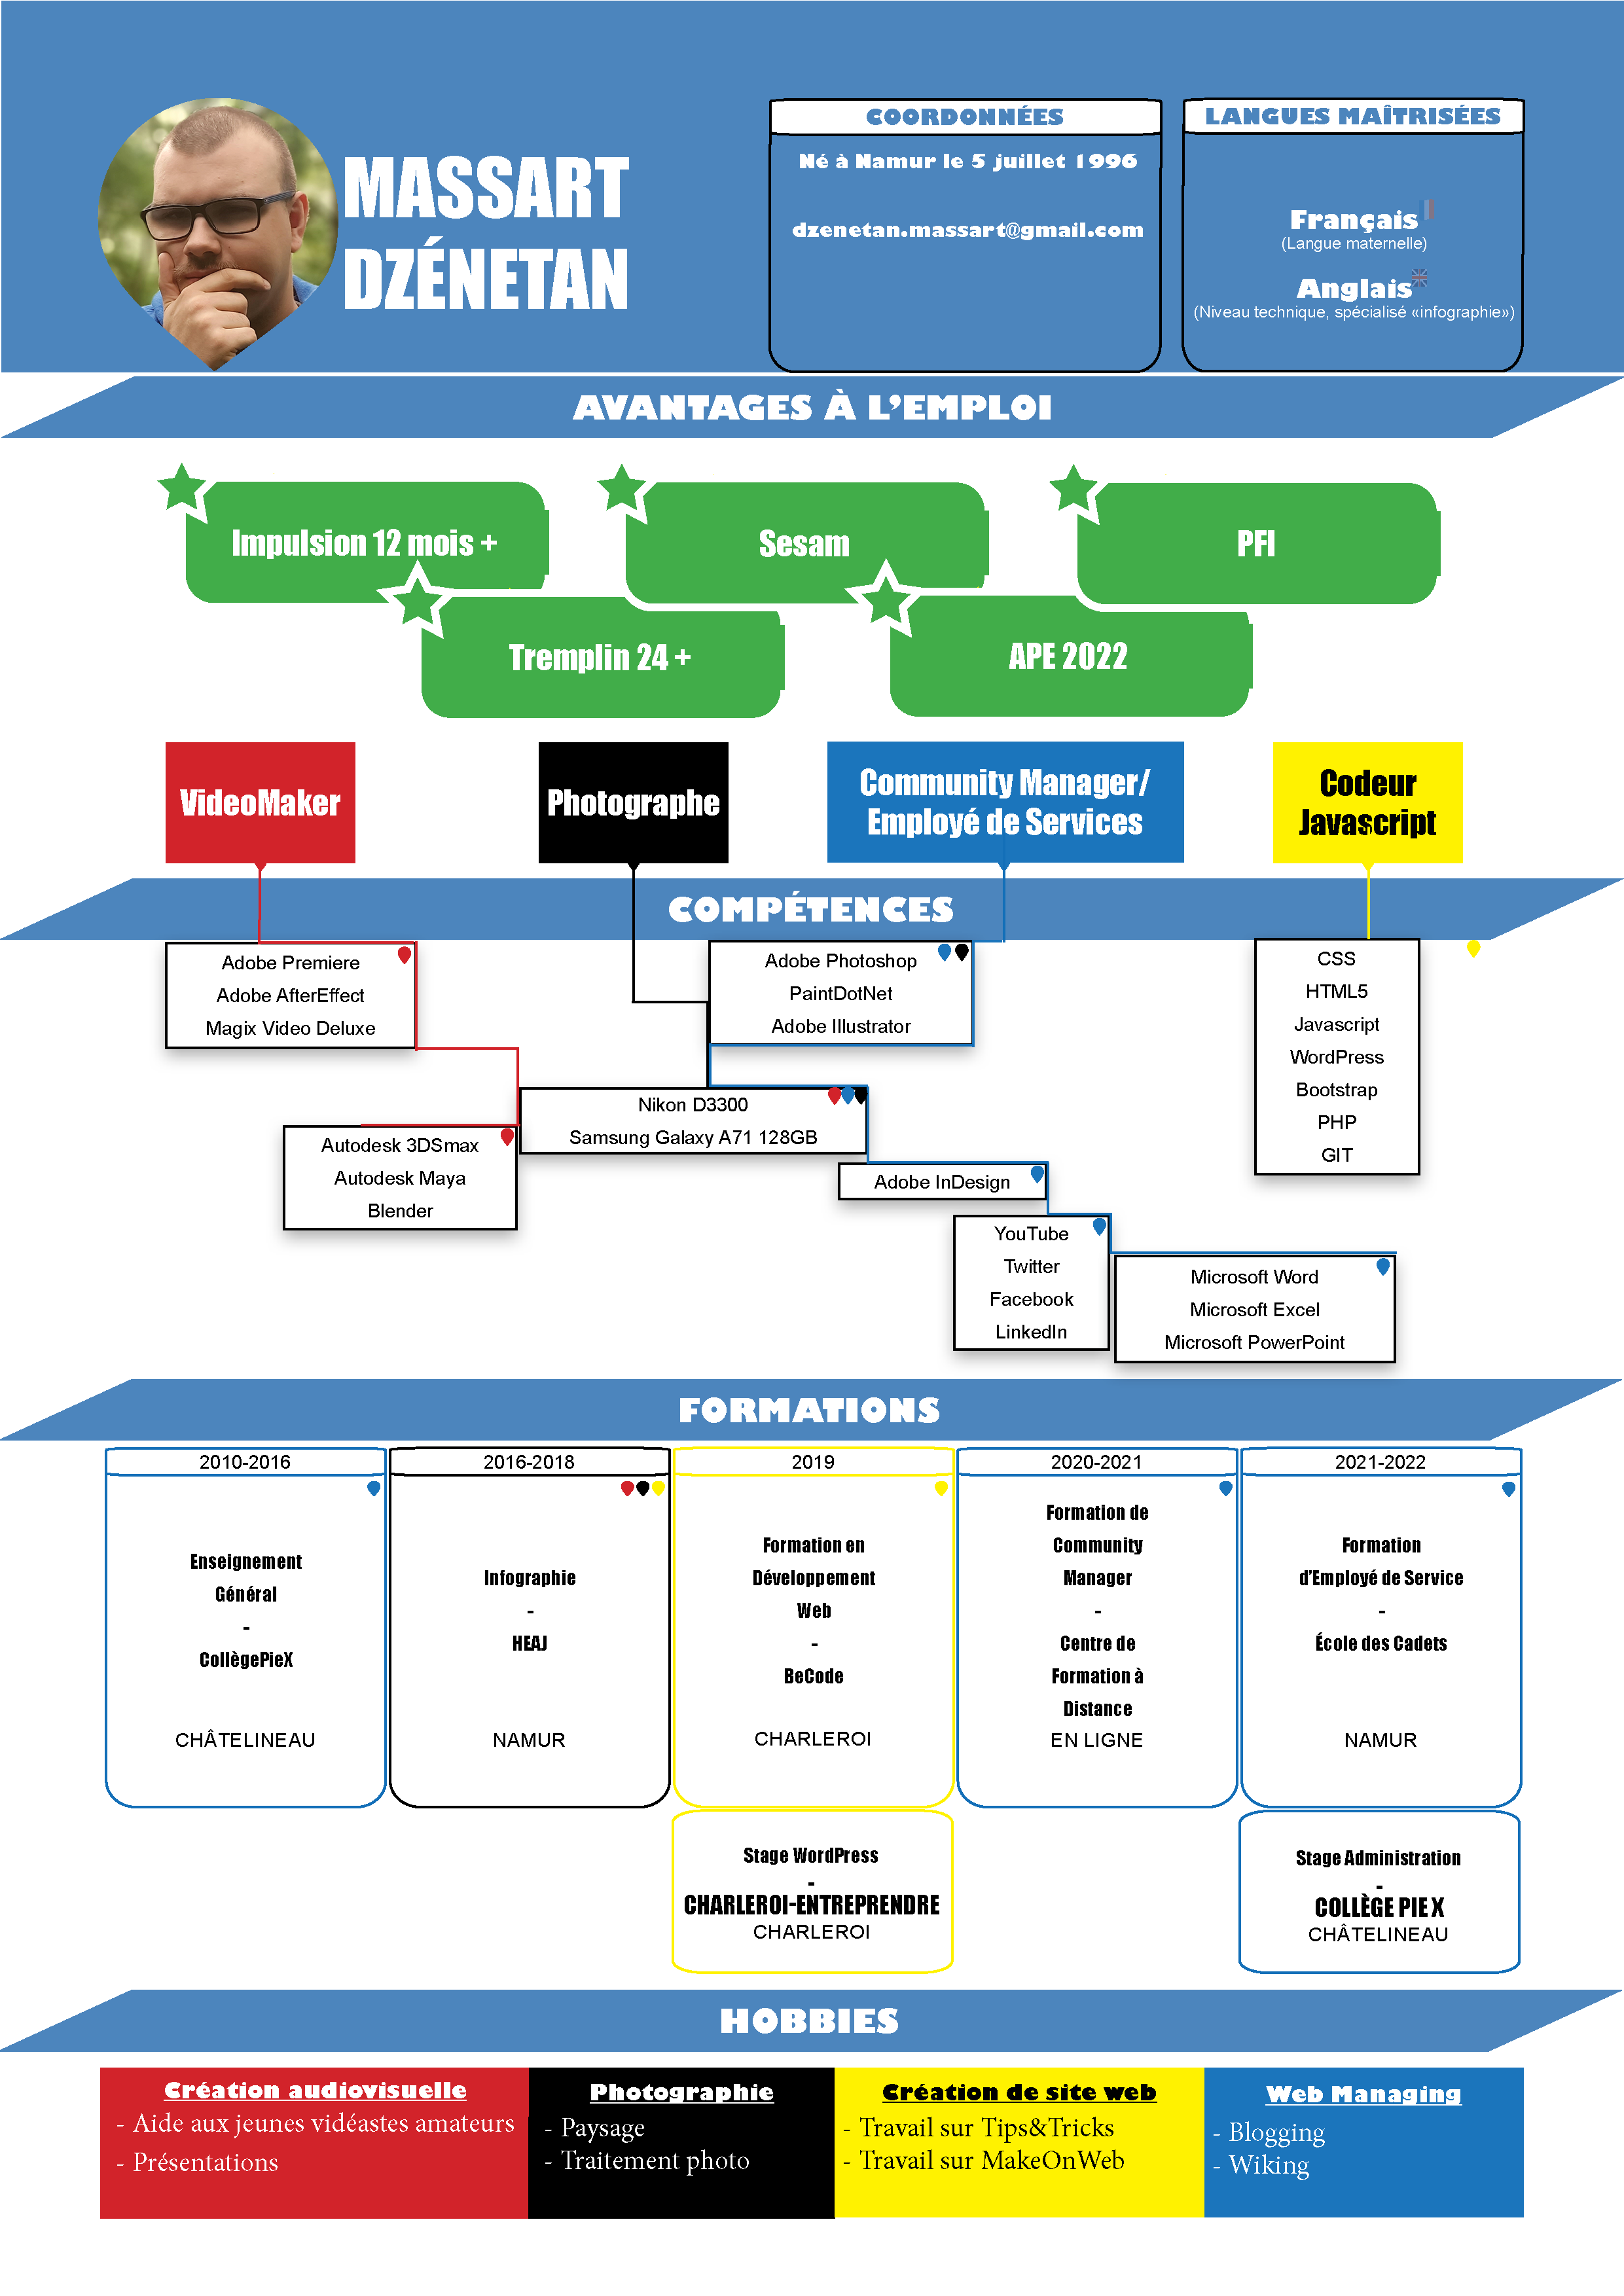 MASSART
DZÉNETAN
COORDONNÉES
Né à Namur le 5 juillet 1996
dzenetan.massart@gmail.com
LANGUES MAÎTRISÉES
Français
(Langue maternelle)
Anglais
(Niveau technique, spécialisé «infographie»)
AVANTAGES À L'EMPLOI
Impulsion 12 mois +
Sesam
PFI
Tremplin 24 +
APE 2022
VideoMaker
Photographe
Community Manager/
Employé de Services
Codeur
Javascript
COMPÉTENCES
Adobe Premiere
Adobe AfterEffect
Magix Video Deluxe
Adobe Photoshop
PaintDotNet
Adobe Illustrator
CSS
HTML5
Javascript
WordPress
Bootstrap
PHP
GIT
Nikon D3300
Samsung Galaxy A71 128GB
Autodesk 3DSmax
Autodesk Maya
Blender
Adobe InDesign
YouTube
Twitter
Facebook
LinkedIn
Microsoft Word
Microsoft Excel
Microsoft PowerPoint
FORMATIONS
2010-2016
Enseignement
Général
-
CollègePieX
CHÂTELINEAU
2016-2018
Infographie
-
HEAJ
NAMUR
2019
Formation en
Développement
Web
-
BeCode
CHARLEROI
2020-2021
Formation de
Community
Manager
-
Centre de
Formation à
Distance
EN LIGNE
2021-2022
Formation
d'Employé de Service
-
École des Cadets
NAMUR
Stage WordPress
-
CHARLEROI-ENTREPRENDRE
CHARLEROI
Stage Administration
-
COLLÈGE PIE X
CHÂTELINEAU
HOBBIES
Création audiovisuelle
- Aide aux jeunes vidéastes amateurs
- Présentations
Photographie
- Paysage
- Traitement photo
Création de site web
- Travail sur Tips&Tricks
- Travail sur MakeOnWeb
Web Managing
- Blogging
- Wiking